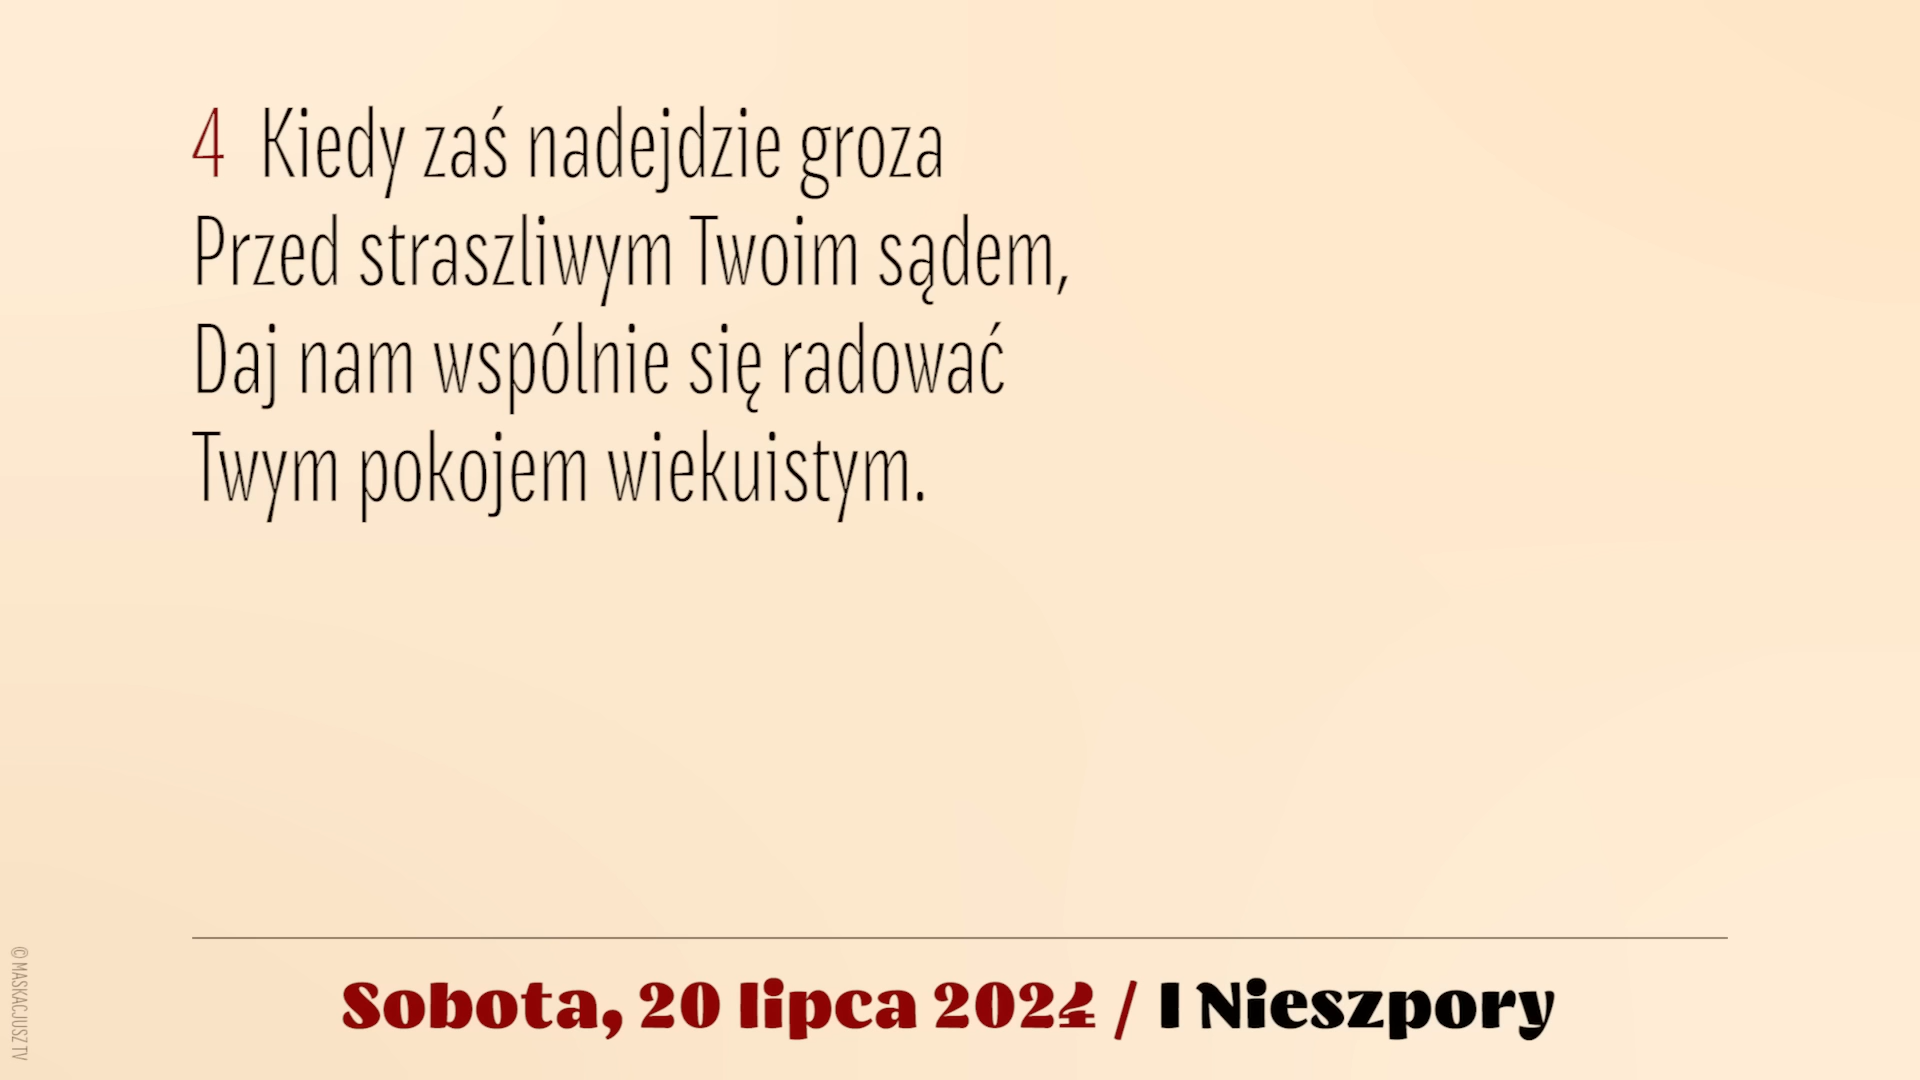 4 Kiedy zaś nadejdzie groza
Przed straszliwym Twoim sądem,
Daj nam wspólnie się radować
Twym pokojem wiekuistym.
Sobota, 20 lipca 2024 / I Nieszpory
© MASKACJUSZ TV